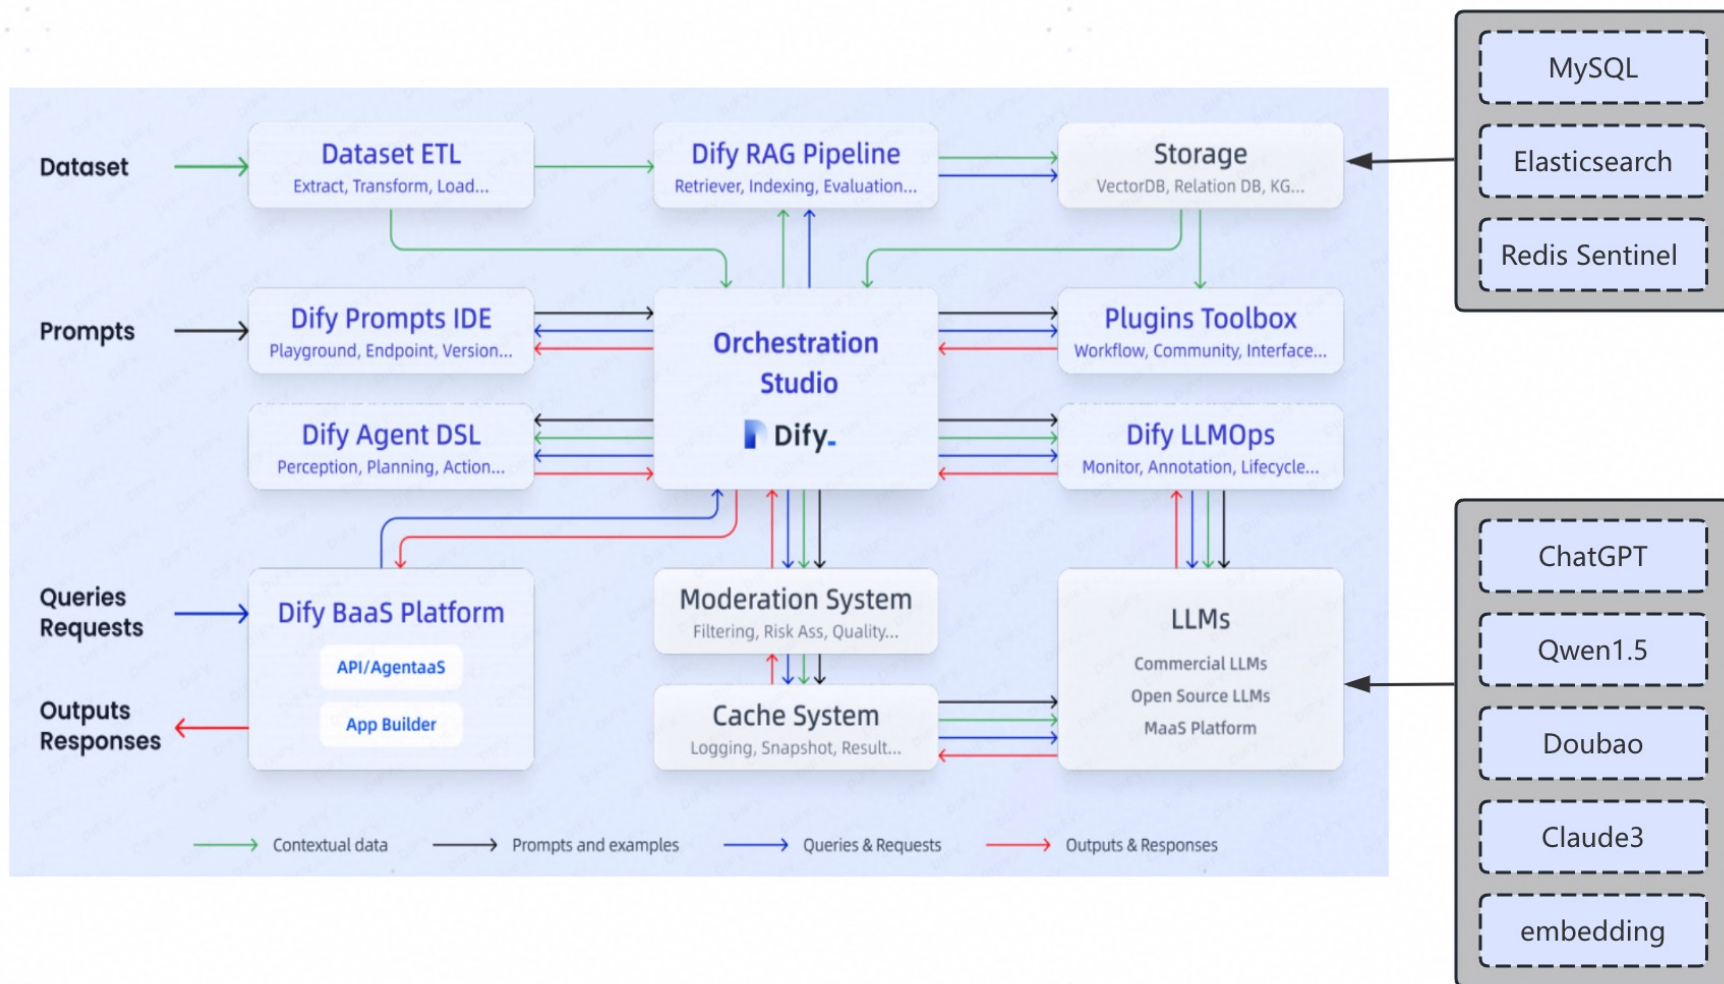 MySQL
Elasticsearch
Redis Sentinel
Dataset
Dataset ETL
Extract, Transform, Load...
Dify RAG Pipeline
Retriever, Indexing, Evaluation...
Storage
VectorDB, Relation DB, KG...
Prompts
Dify Prompts IDE
Playground, Endpoint, Version...
Orchestration
Studio
Dify_
Plugins Toolbox
Workflow, Community, Interface...
Dify Agent DSL
Perception, Planning, Action...
Dify LLMOps
Monitor, Annotation, Lifecycle...
Queries
Requests
Outputs
Responses
Dify BaaS Platform
API/AgentaaS
App Builder
Moderation System
Filtering, Risk Ass, Quality...
Cache System
Logging, Snapshot, Result...
LLMs
Commercial LLMs
Open Source LLMs
MaaS Platform
ChatGPT
Qwen1.5
Doubao
Claude3
embedding
Contextual data
Prompts and examples
Queries & Requests
Outputs & Responses